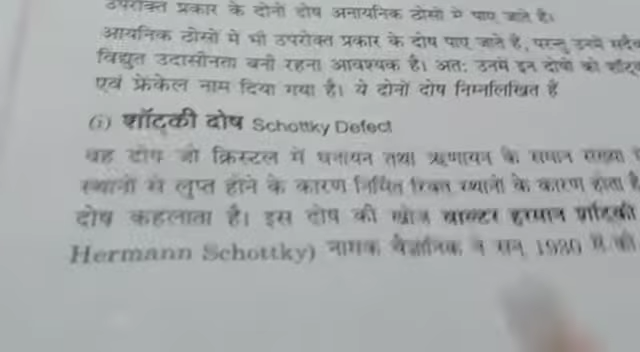 उपरोक्त प्रकार के दोनों दोष अनायनिक ठोसों में पाए जाते हैं।
आयनिक ठोसों में भी उपरोक्त प्रकार के दोष पाए जाते हैं, परन्तु उनमें सदैव
विद्युत उदासीनता बनी रहना आवश्यक है। अत: उनमें इन दोषों को शॉट्की
एवं फ्रेंकेल नाम दिया गया है। ये दोनों दोष निम्नलिखित हैं
(i) शॉटकी दोष Schottky Defect
वह दोष जो क्रिस्टल में धनायन तथा ऋणायन के समान संख्या
स्थानों से लुप्त होने के कारण निर्मित रिक्त स्थानों के कारण होता है
दोष कहलाता है। इस दोष की खोज वाल्टर हरमान शॉटकी
Hermann Schottky) नामक वैज्ञानिक ने सन् 1930 में की